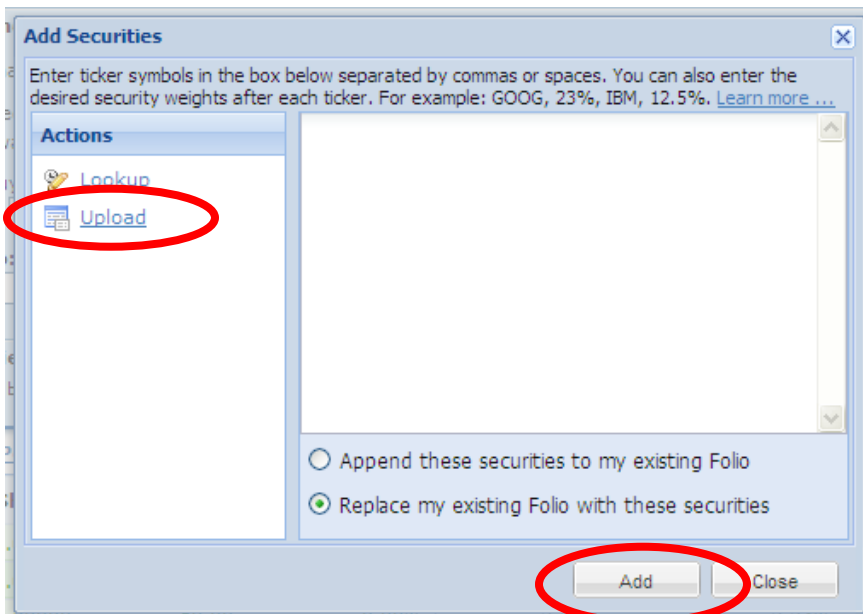 Add Securities
Enter ticker symbols in the box below separated by commas or spaces. You can also enter the
desired security weights after each ticker. For example: GOOG, 23%, IBM, 12.5%. Learn more ...
Actions
Lookup
Upload
Append these securities to my existing Folio
Replace my existing Folio with these securities
Add
Close